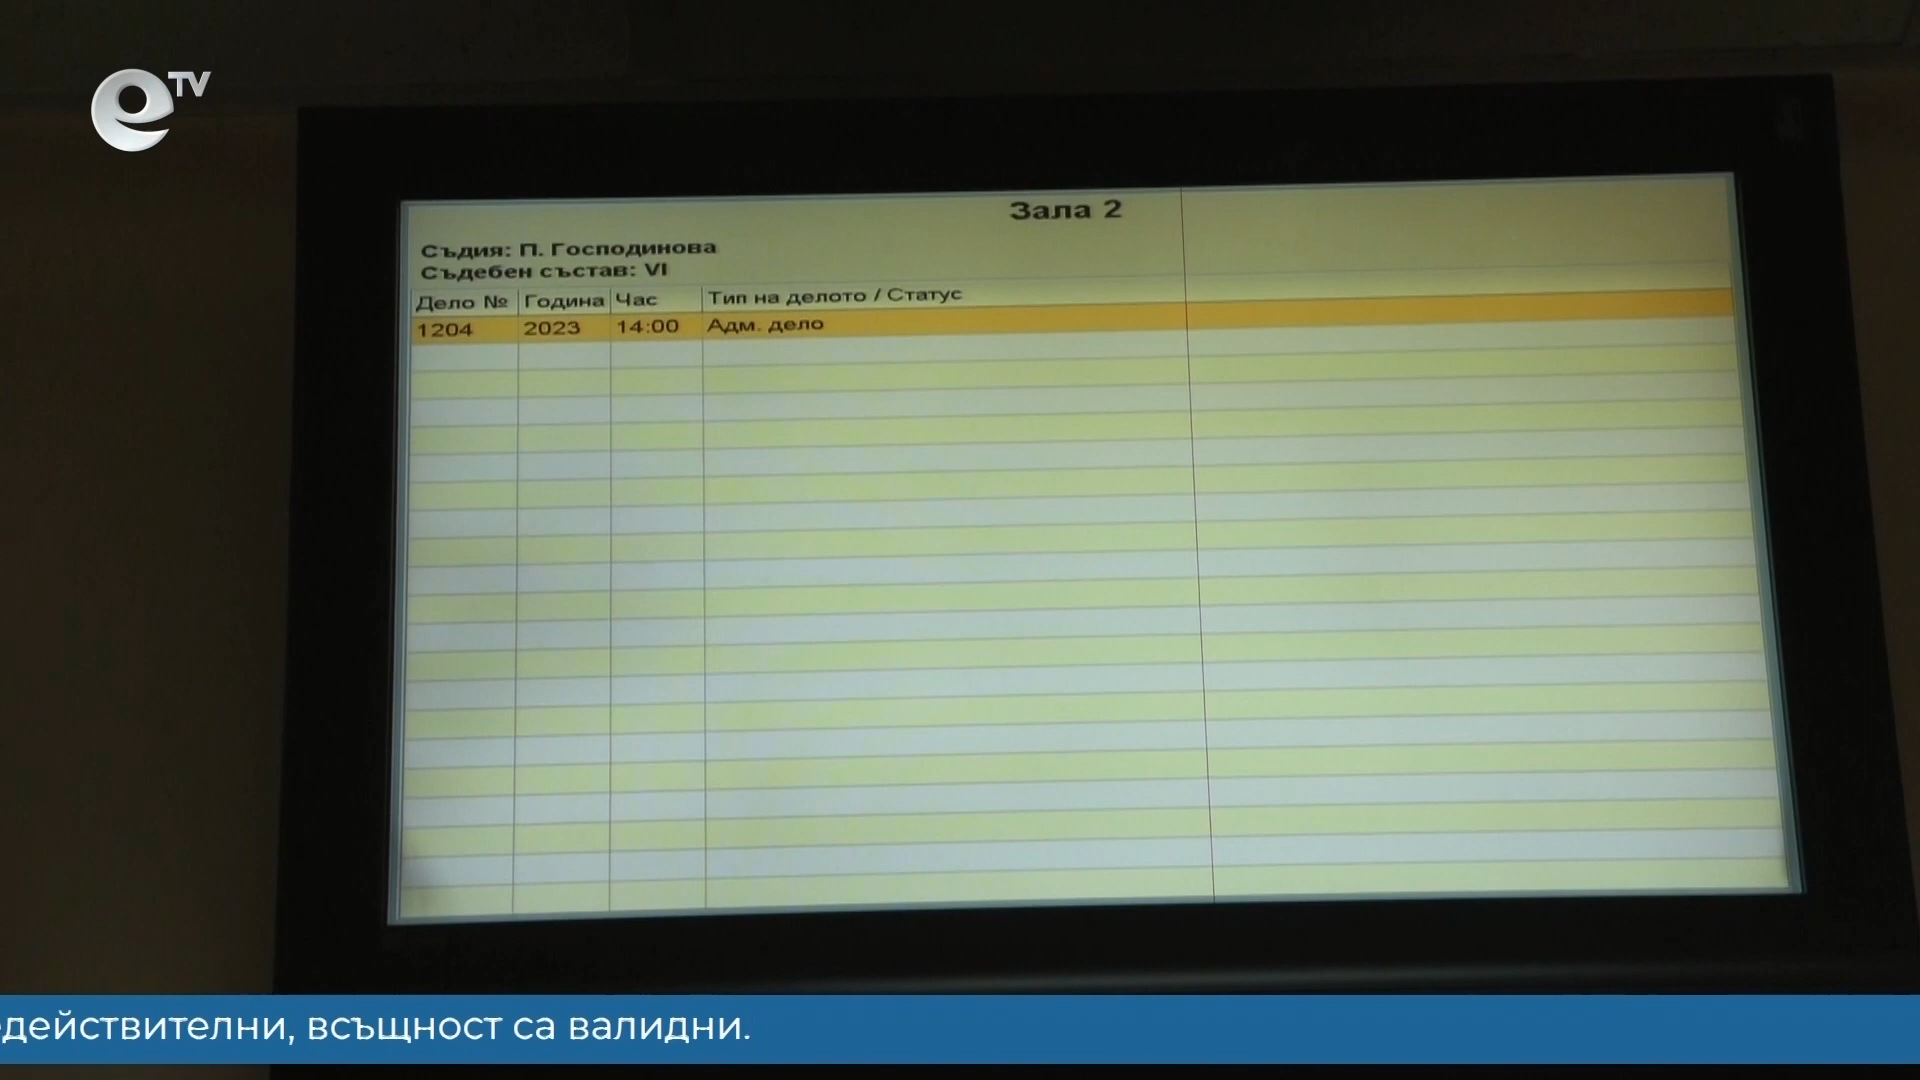 e TV
Зала 2
Съдия: П. Господинова
Съдебен състав: VI
Дело № Година Час Тип на делото / Статус
1204 2023 14:00 Адм. дело
действителни, всъщност са валидни.